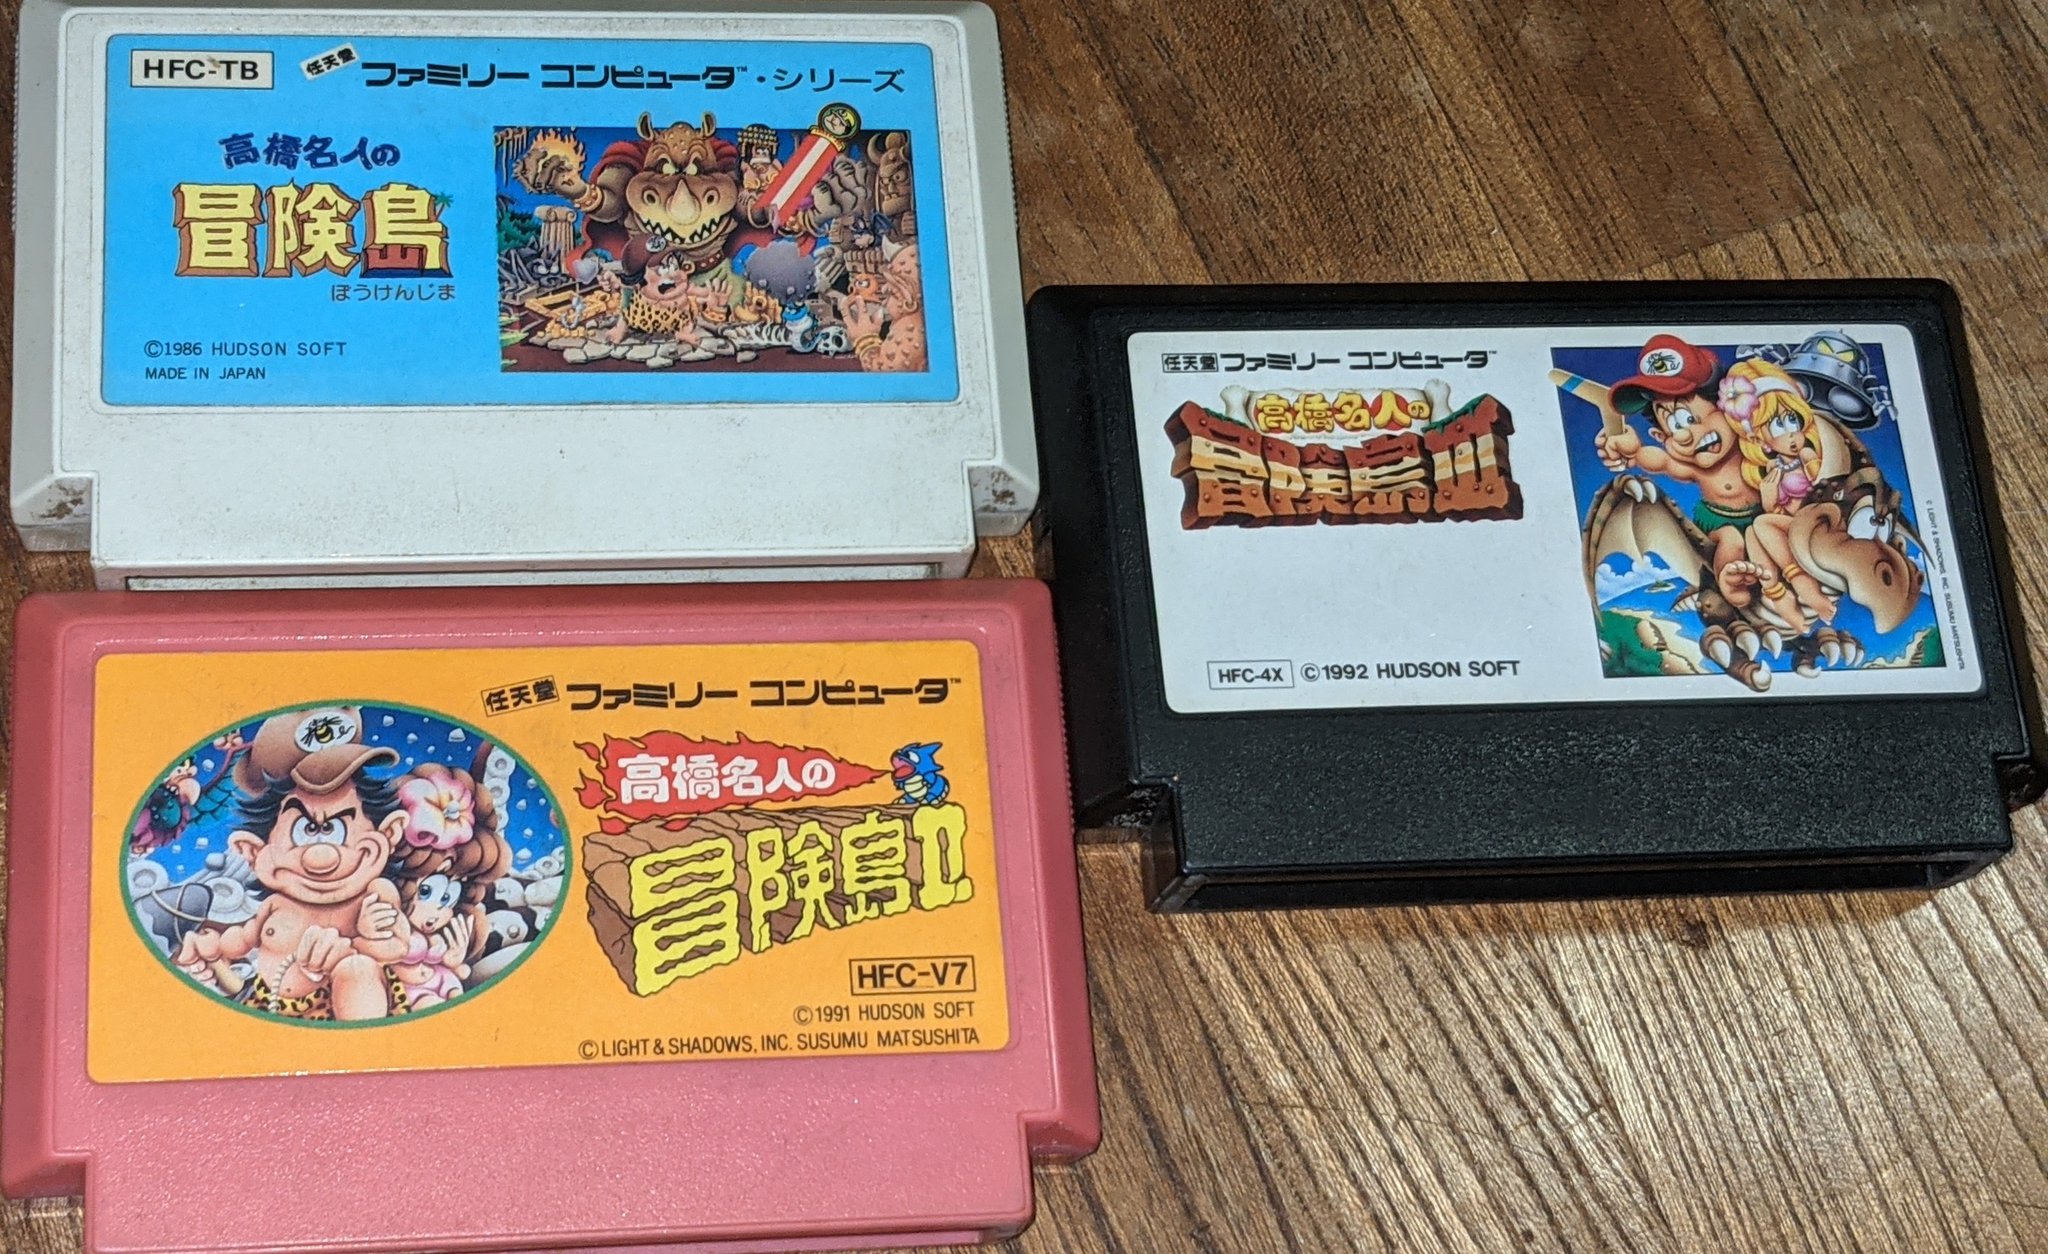 HFC-TB
任天堂 ファミリー コンピュータ™・シリーズ
高橋名人の
冒険島
ぼうけんじま
©1986 HUDSON SOFT
MADE IN JAPAN
任天堂 ファミリー コンピュータ™
高橋名人の
冒険島III
HFC-4X ©1992 HUDSON SOFT
© LIGHT & SHADOWS, INC. SUSUMU MATSUSHITA
任天堂 ファミリー コンピュータ™
高橋名人の
冒険島II
HFC-V7
©1991 HUDSON SOFT
©LIGHT & SHADOWS, INC. SUSUMU MATSUSHITA